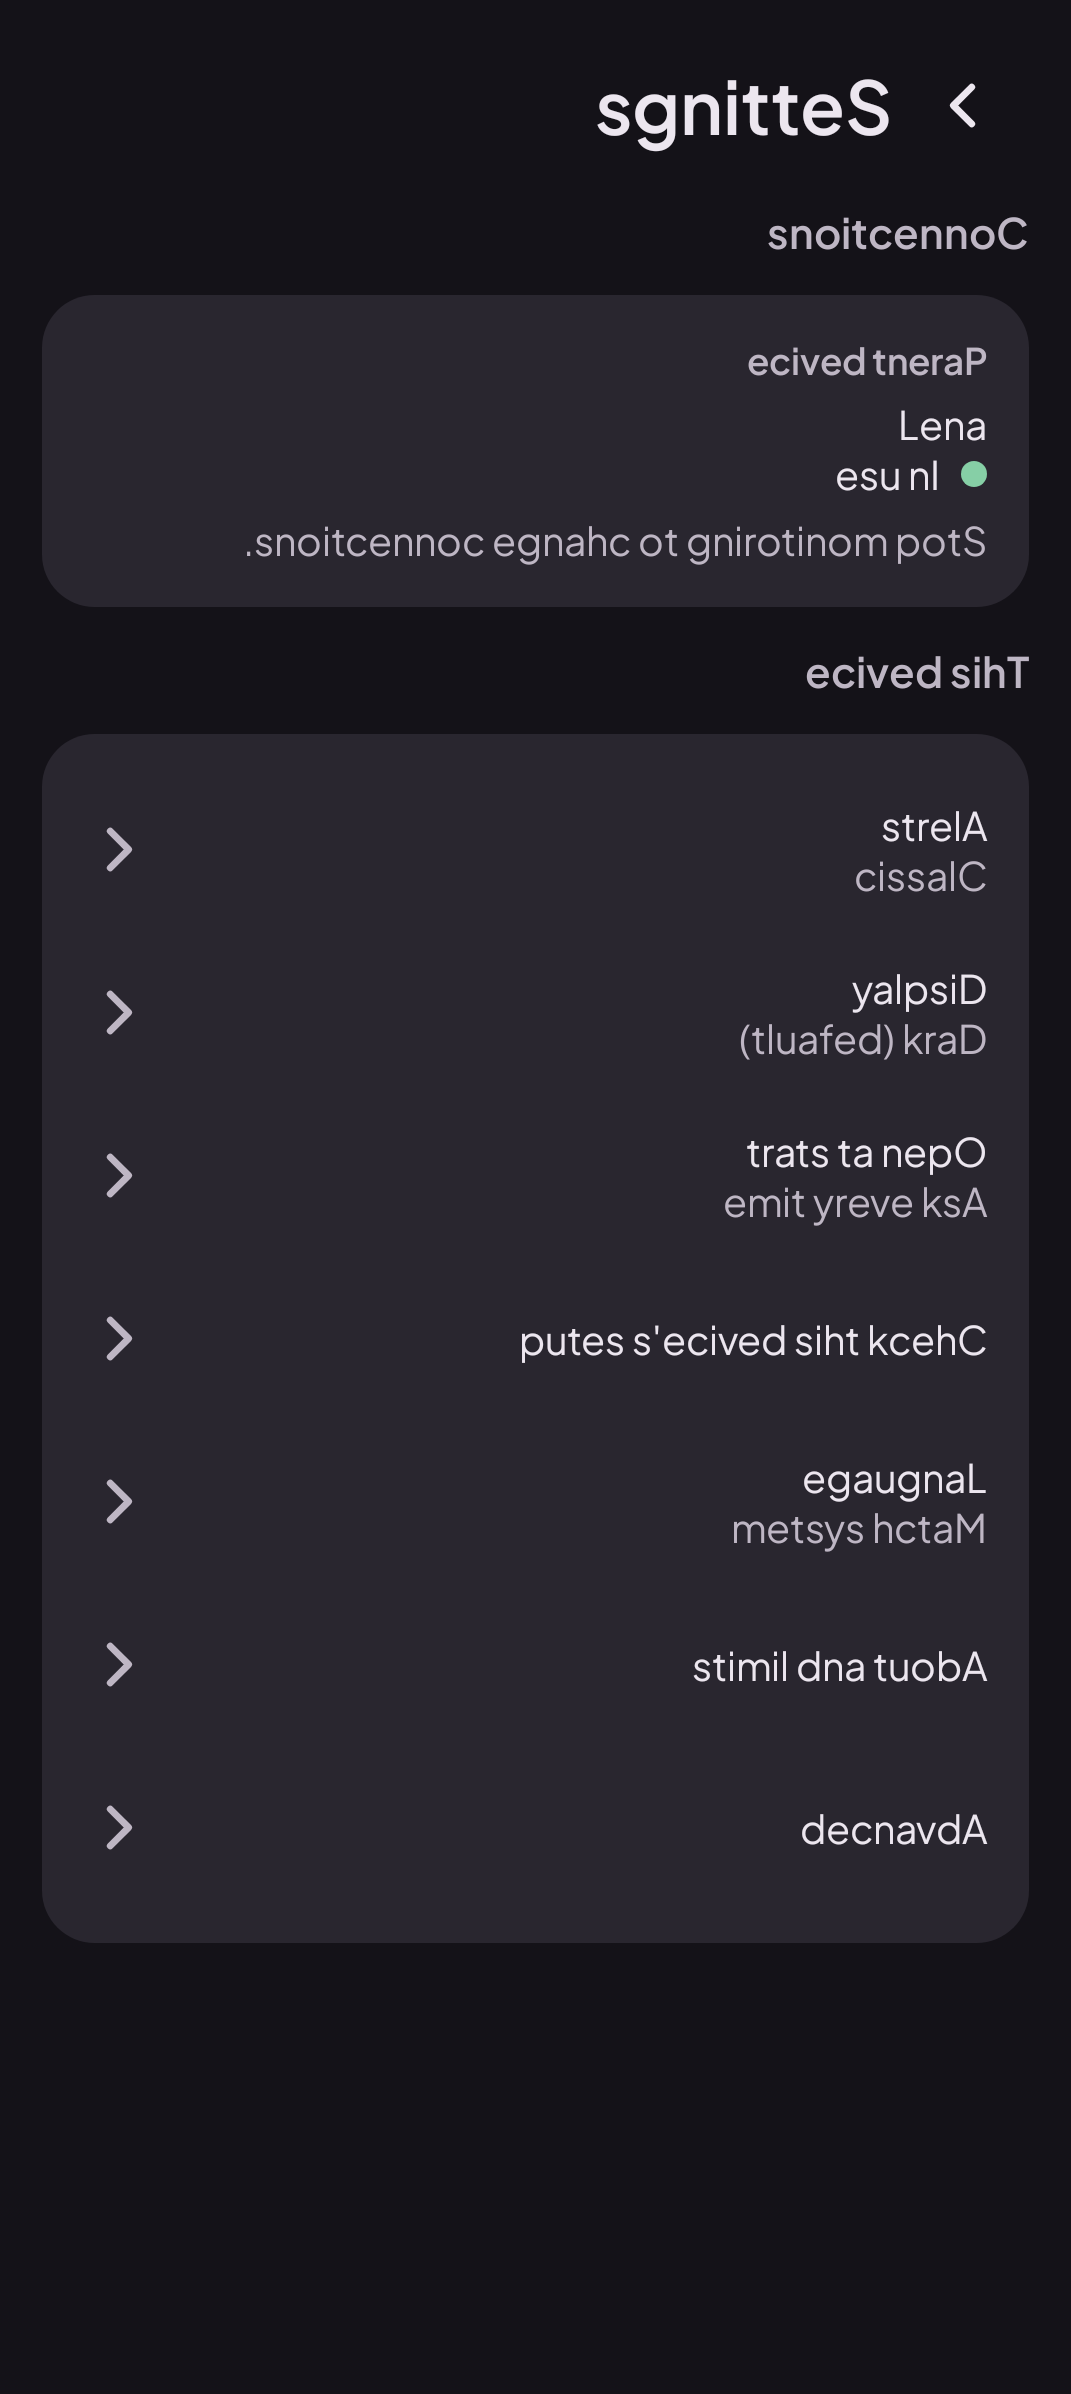 sgnitteS
snoitcennoC
ecived tneraP
Lena
esu nI
.snoitcennoc egnahc ot gnirotinom potS
ecived sihT
strelA
cissalC
yalpsiD
(tluafed) kraD
trats ta nepO
emit yreve ksA
putes s'ecived siht kcehC
egaugnaL
metsys hctaM
stimil dna tuobA
decnavdA